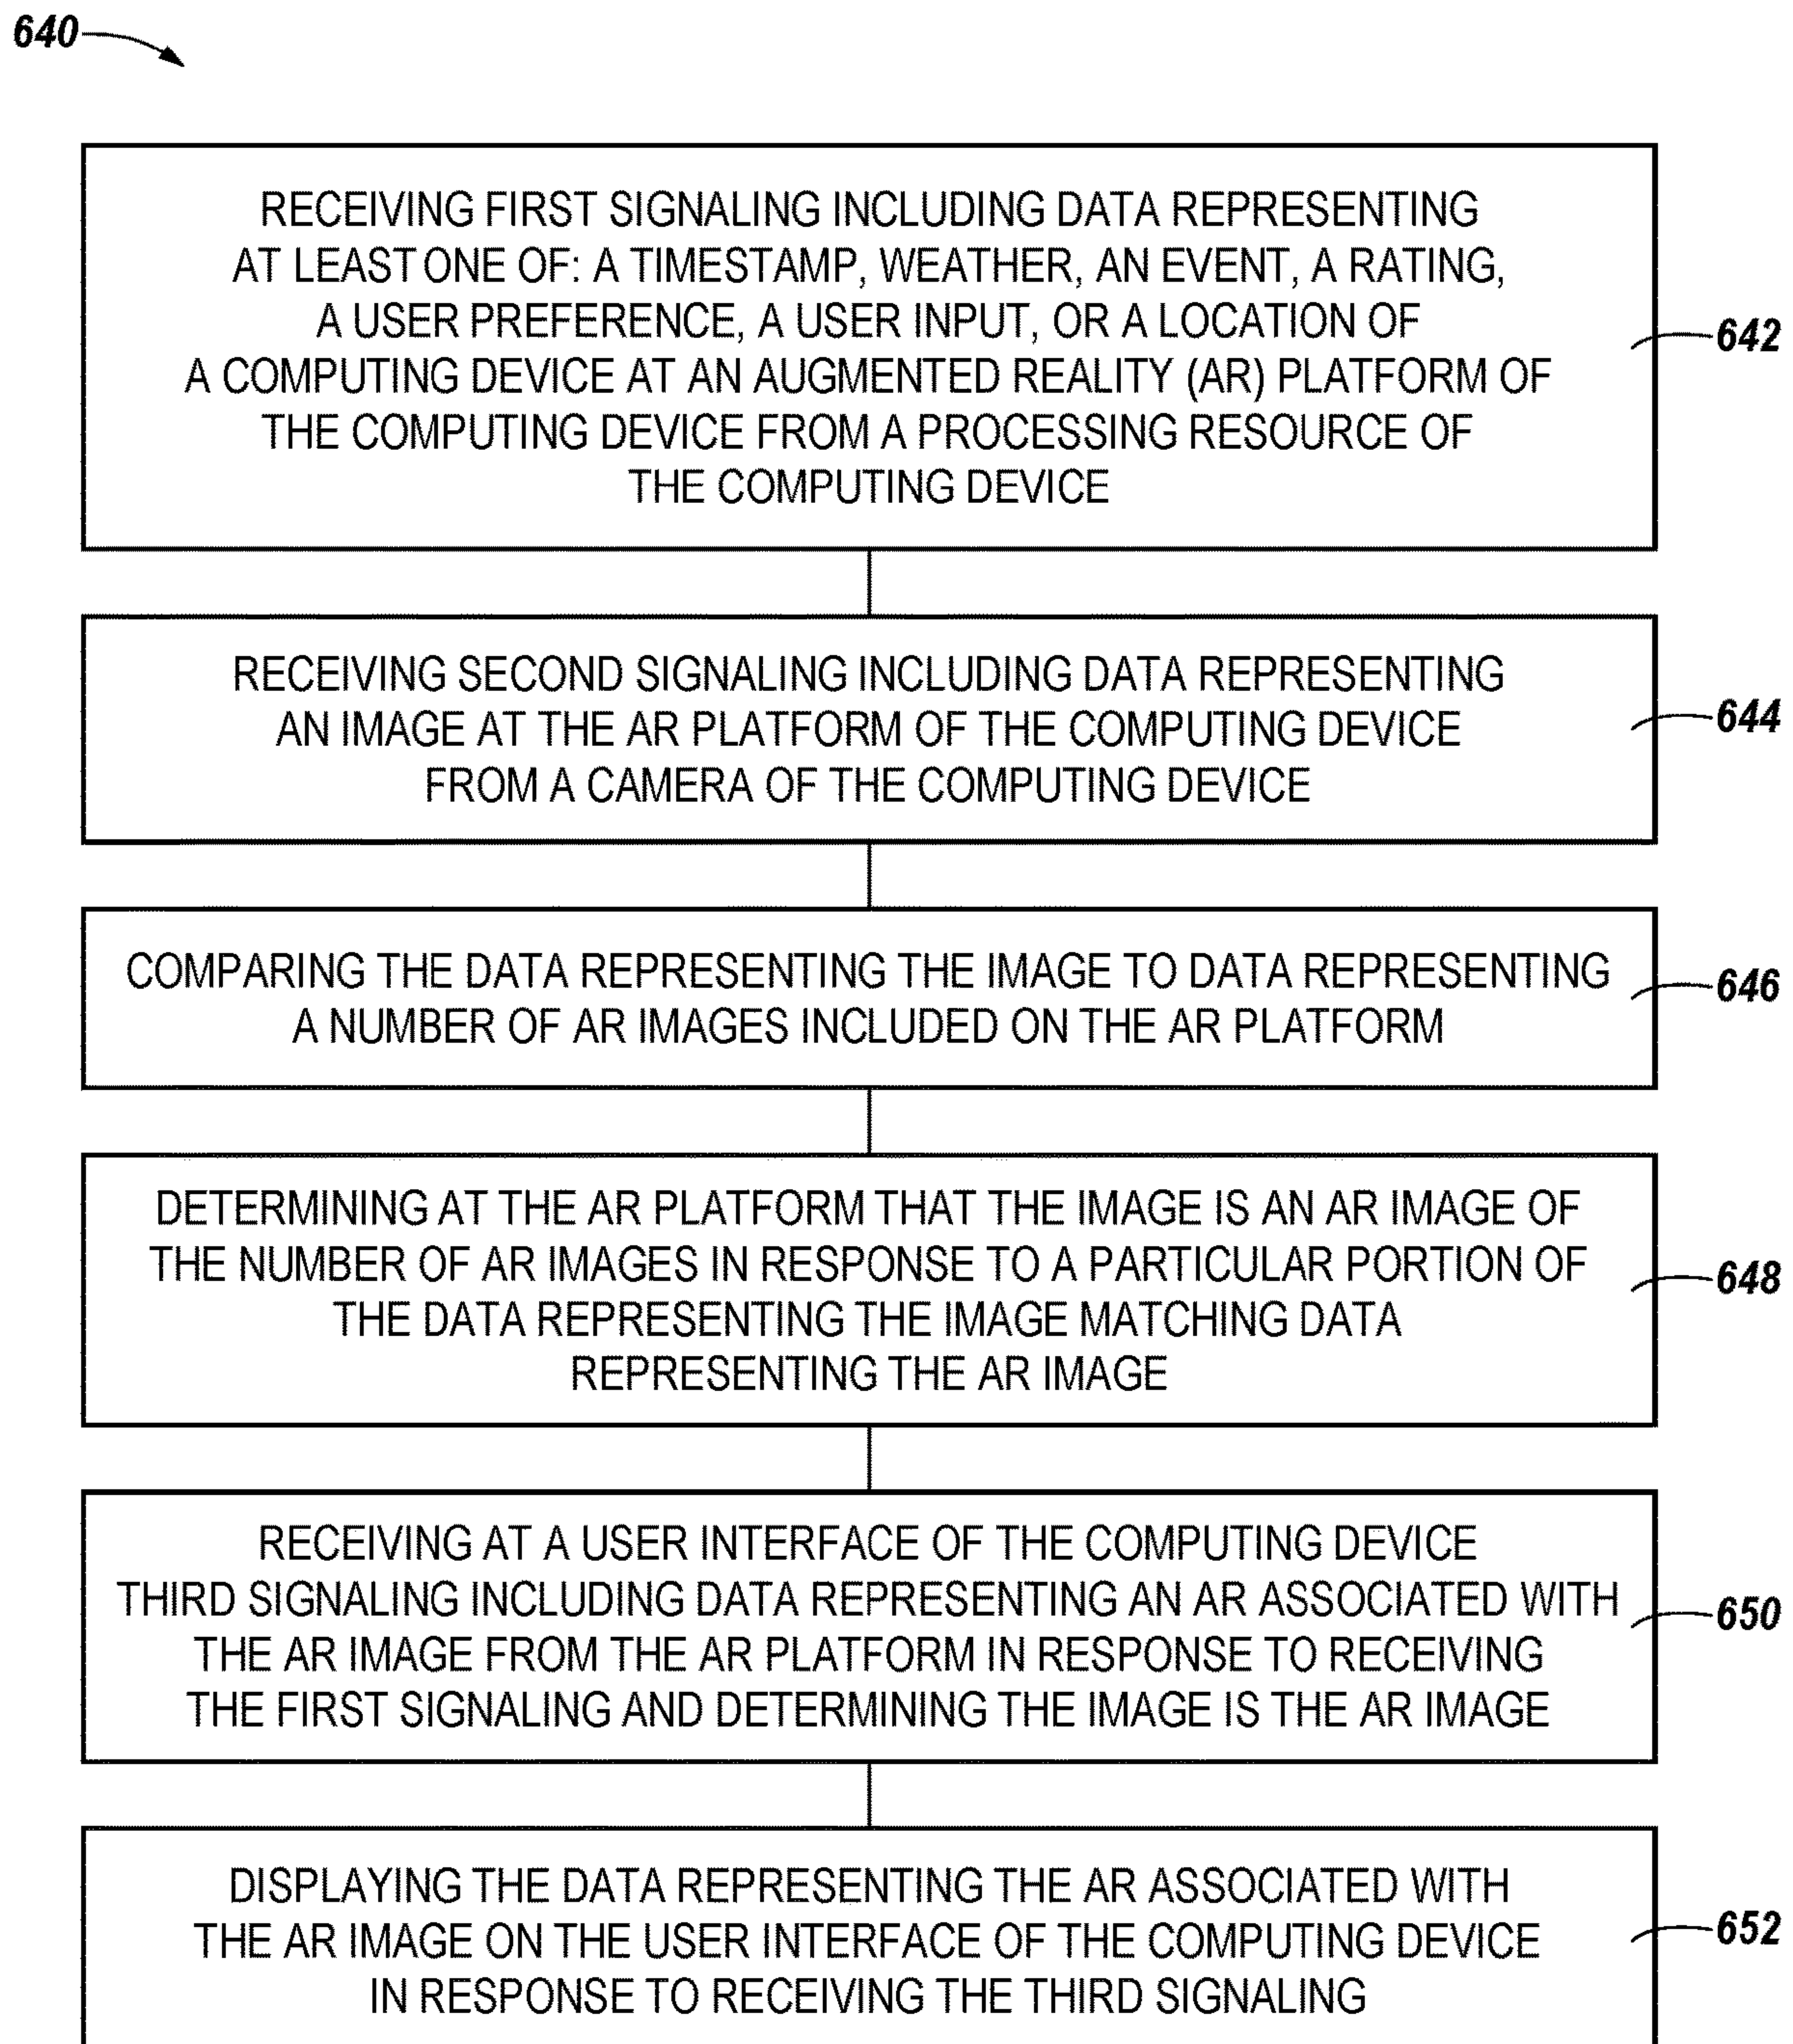 640
RECEIVING FIRST SIGNALING INCLUDING DATA REPRESENTING
AT LEAST ONE OF: A TIMESTAMP, WEATHER, AN EVENT, A RATING,
A USER PREFERENCE, A USER INPUT, OR A LOCATION OF
A COMPUTING DEVICE AT AN AUGMENTED REALITY (AR) PLATFORM OF
THE COMPUTING DEVICE FROM A PROCESSING RESOURCE OF
THE COMPUTING DEVICE
642
RECEIVING SECOND SIGNALING INCLUDING DATA REPRESENTING
AN IMAGE AT THE AR PLATFORM OF THE COMPUTING DEVICE
FROM A CAMERA OF THE COMPUTING DEVICE
644
COMPARING THE DATA REPRESENTING THE IMAGE TO DATA REPRESENTING
A NUMBER OF AR IMAGES INCLUDED ON THE AR PLATFORM
646
DETERMINING AT THE AR PLATFORM THAT THE IMAGE IS AN AR IMAGE OF
THE NUMBER OF AR IMAGES IN RESPONSE TO A PARTICULAR PORTION OF
THE DATA REPRESENTING THE IMAGE MATCHING DATA
REPRESENTING THE AR IMAGE
648
RECEIVING AT A USER INTERFACE OF THE COMPUTING DEVICE
THIRD SIGNALING INCLUDING DATA REPRESENTING AN AR ASSOCIATED WITH
THE AR IMAGE FROM THE AR PLATFORM IN RESPONSE TO RECEIVING
THE FIRST SIGNALING AND DETERMINING THE IMAGE IS THE AR IMAGE
650
DISPLAYING THE DATA REPRESENTING THE AR ASSOCIATED WITH
THE AR IMAGE ON THE USER INTERFACE OF THE COMPUTING DEVICE
IN RESPONSE TO RECEIVING THE THIRD SIGNALING
652